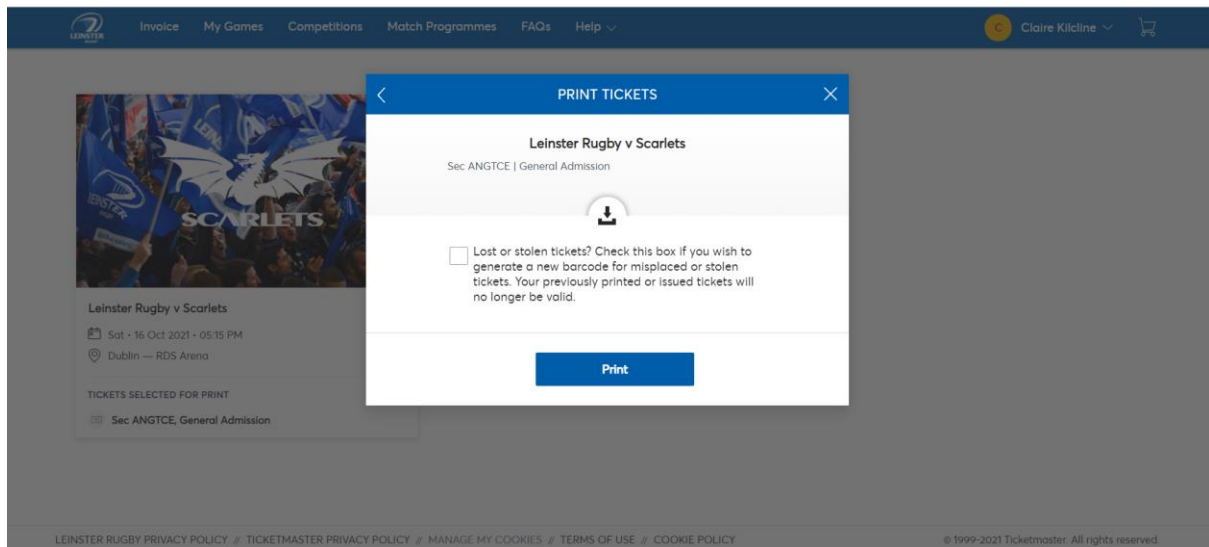 LEINSTER
Invoice My Games Competitions Match Programmes FAQs Help
C Claire Kilcline
PRINT TICKETS
Leinster Rugby v Scarlets
Sec ANGTCE | General Admission
Lost or stolen tickets? Check this box if you wish to
generate a new barcode for misplaced or stolen
tickets. Your previously printed or issued tickets will
no longer be valid.
Print
LEINSTER
SCARLETS
Leinster Rugby v Scarlets
Sat • 16 Oct 2021 • 05:15 PM
Dublin — RDS Arena
TICKETS SELECTED FOR PRINT
Sec ANGTCE, General Admission
LEINSTER RUGBY PRIVACY POLICY // TICKETMASTER PRIVACY POLICY // MANAGE MY COOKIES // TERMS OF USE // COOKIE POLICY
© 1999-2021 Ticketmaster. All rights reserved.